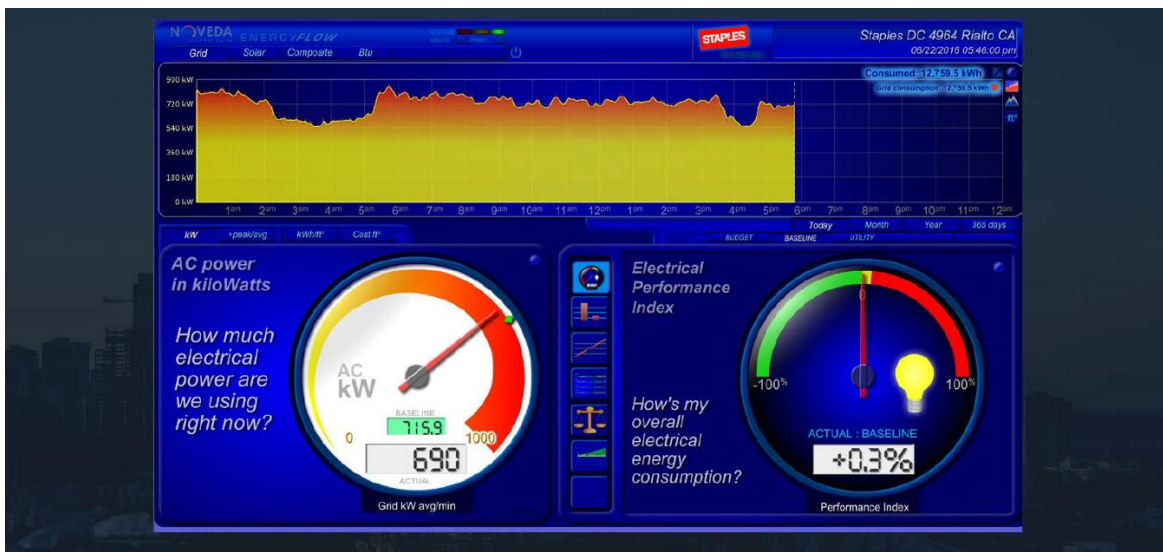 NOVEDA ENERGYFLOW
STAPLES
Staples DC 4964 Rialto CA
06/22/2016 05:46:00 pm
Grid Solar Composite Btu
Consumed: 12,759.5 kWh
Grid consumption: 12,759.5 kWh
ft²
990 kW
720 kW
540 kW
360 kW
180 kW
0 kW
1am 2am 3am 4am 5am 6am 7am 8am 9am 10am 11am 12pm 1pm 2pm 3pm 4pm 5pm 6pm 7pm 8pm 9pm 10pm 11pm 12am
Today Month Year 365 days
kW +peak/avg kWh/ft² Cost ft²
BUDGET BASELINE UTILITY
AC power
in kiloWatts
How much
electrical
power are
we using
right now?
AC
kW
BASELINE
715.9
0 1000
690
ACTUAL
Grid kW avg/min
Electrical
Performance
Index
How's my
overall
electrical
energy
consumption?
0
-100% 100%
ACTUAL : BASELINE
+0.3%
Performance Index